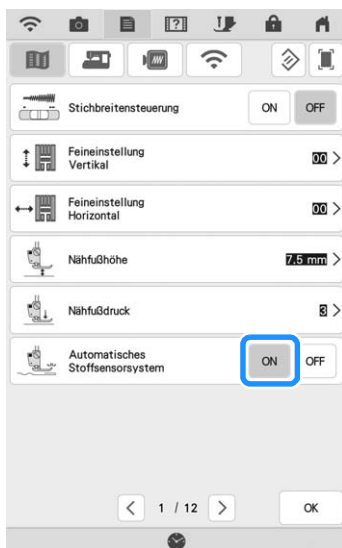 ?
Stichbreitensteuerung ON OFF
Feineinstellung
Vertikal 00 >
Feineinstellung
Horizontal 00 >
Nähfußhöhe 7.5 mm >
Nähfußdruck 3 >
Automatisches
Stoffsensorsystem ON OFF
< 1 / 12 > OK